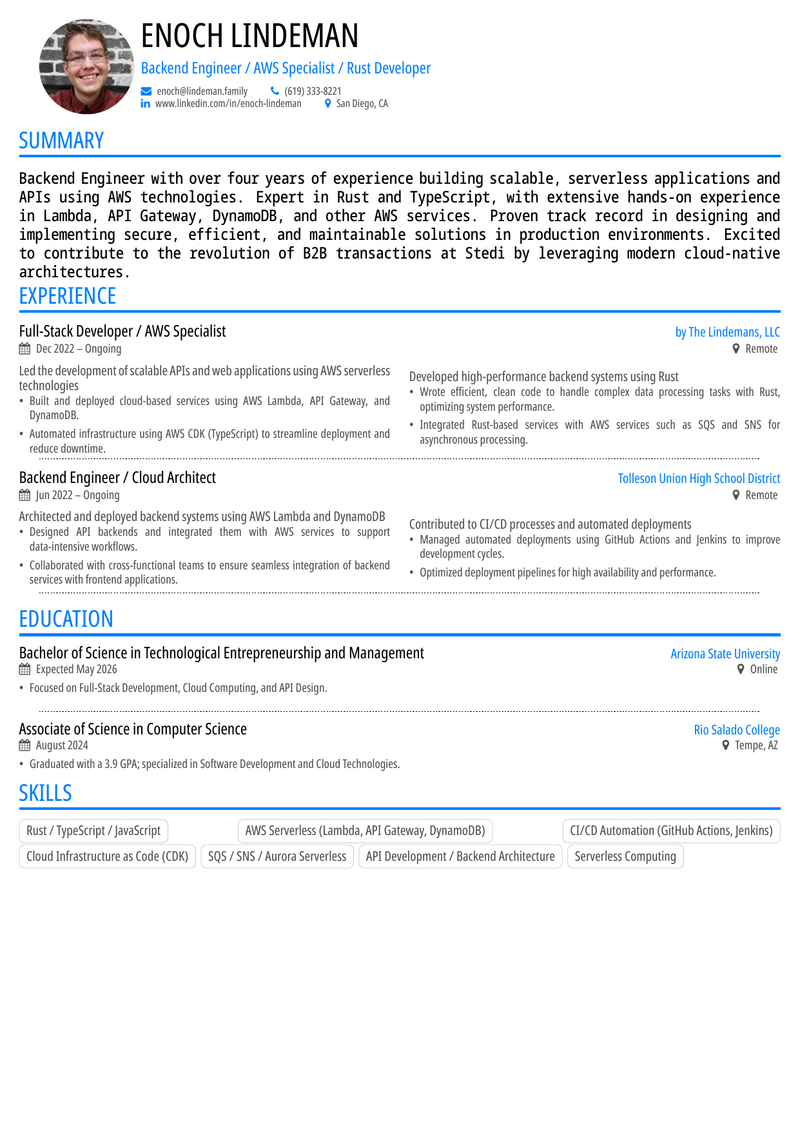 ENOCH LINDEMAN
Backend Engineer / AWS Specialist / Rust Developer
enoch@lindeman.family (619) 333-8221
www.linkedin.com/in/enoch-lindeman San Diego, CA
SUMMARY
Backend Engineer with over four years of experience building scalable, serverless applications and
APIs using AWS technologies. Expert in Rust and TypeScript, with extensive hands-on experience
in Lambda, API Gateway, DynamoDB, and other AWS services. Proven track record in designing and
implementing secure, efficient, and maintainable solutions in production environments. Excited
to contribute to the revolution of B2B transactions at Stedi by leveraging modern cloud-native
architectures.
EXPERIENCE
Full-Stack Developer / AWS Specialist by The Lindemans, LLC
Dec 2022 – Ongoing Remote
Led the development of scalable APIs and web applications using AWS serverless
technologies
• Built and deployed cloud-based services using AWS Lambda, API Gateway, and
DynamoDB.
• Automated infrastructure using AWS CDK (TypeScript) to streamline deployment and
reduce downtime.
Developed high-performance backend systems using Rust
• Wrote efficient, clean code to handle complex data processing tasks with Rust,
optimizing system performance.
• Integrated Rust-based services with AWS services such as SQS and SNS for
asynchronous processing.
Backend Engineer / Cloud Architect Tolleson Union High School District
Jun 2022 – Ongoing Remote
Architected and deployed backend systems using AWS Lambda and DynamoDB
• Designed API backends and integrated them with AWS services to support
data-intensive workflows.
• Collaborated with cross-functional teams to ensure seamless integration of backend
services with frontend applications.
Contributed to CI/CD processes and automated deployments
• Managed automated deployments using GitHub Actions and Jenkins to improve
development cycles.
• Optimized deployment pipelines for high availability and performance.
EDUCATION
Bachelor of Science in Technological Entrepreneurship and Management Arizona State University
Expected May 2026 Online
• Focused on Full-Stack Development, Cloud Computing, and API Design.
Associate of Science in Computer Science Rio Salado College
August 2024 Tempe, AZ
• Graduated with a 3.9 GPA; specialized in Software Development and Cloud Technologies.
SKILLS
Rust / TypeScript / JavaScript AWS Serverless (Lambda, API Gateway, DynamoDB) CI/CD Automation (GitHub Actions, Jenkins)
Cloud Infrastructure as Code (CDK) SQS / SNS / Aurora Serverless API Development / Backend Architecture Serverless Computing